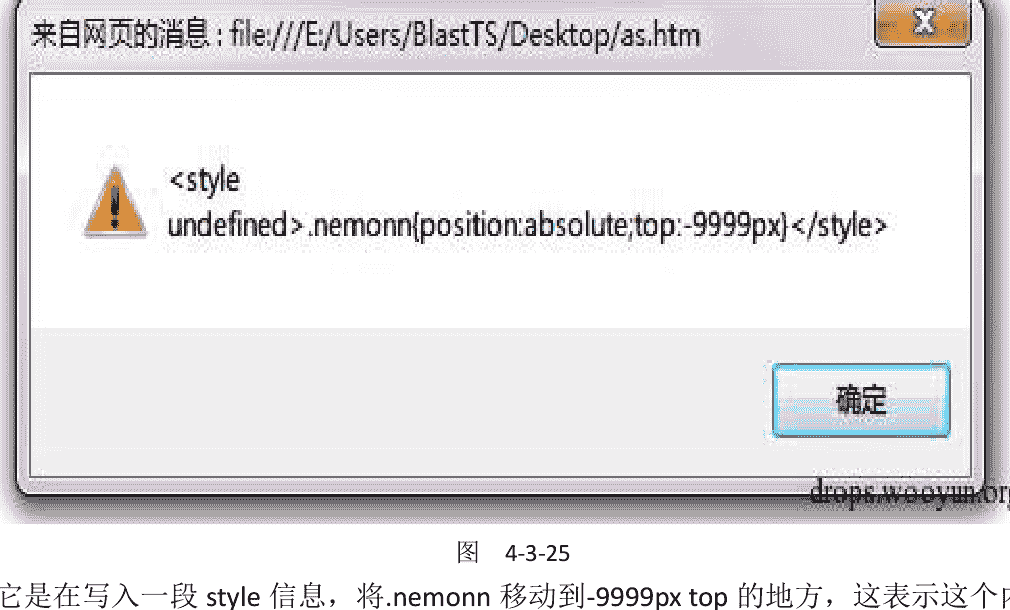 来自网页的消息 : file:///E:/Users/BlastTS/Desktop/as.htm
X
<style
undefined>.nemonn{position:absolute;top:-9999px}</style>
确定
drops.wooyun.org
图 4-3-25
它是在写入一段 style 信息，将.nemonn 移动到-9999px top 的地方，这表示这个